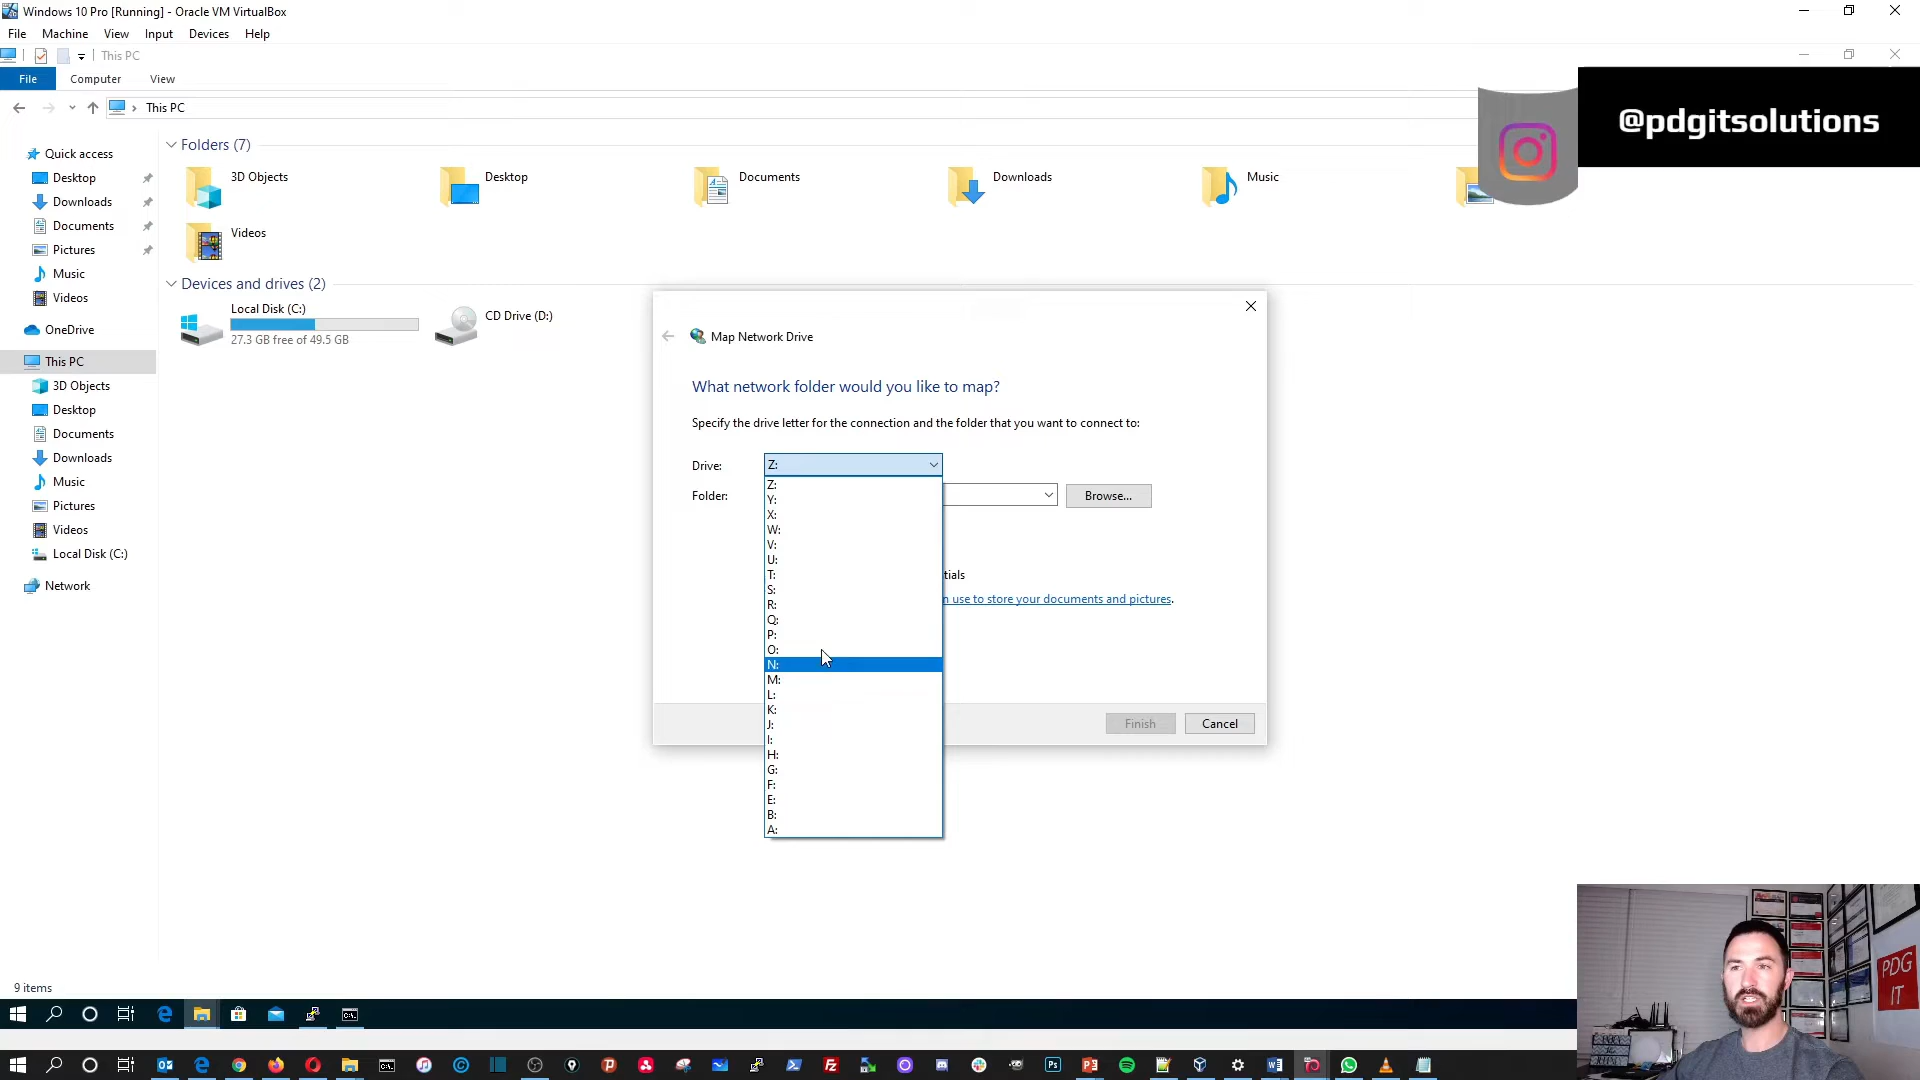 Windows 10 Pro [Running] - Oracle VM VirtualBox
File Machine View Input Devices Help
This PC
File Computer View
This PC
@pdgitsolutions
Quick access
Desktop
Downloads
Documents
Pictures
Music
Videos
OneDrive
This PC
3D Objects
Desktop
Documents
Downloads
Music
Pictures
Videos
Local Disk (C:)
Network
Folders (7)
3D Objects
Desktop
Documents
Downloads
Music
Videos
Devices and drives (2)
Local Disk (C:)
27.3 GB free of 49.5 GB
CD Drive (D:)
Map Network Drive
What network folder would you like to map?
Specify the drive letter for the connection and the folder that you want to connect to:
Drive: Z:
Folder: Browse...
Z:
Y:
X:
W:
V:
U:
T:
S:
R:
Q:
P:
O:
N:
M:
L:
K:
J:
I:
H:
G:
F:
E:
B:
A:
tials
n use to store your documents and pictures.
Finish Cancel
9 items
PDG
IT